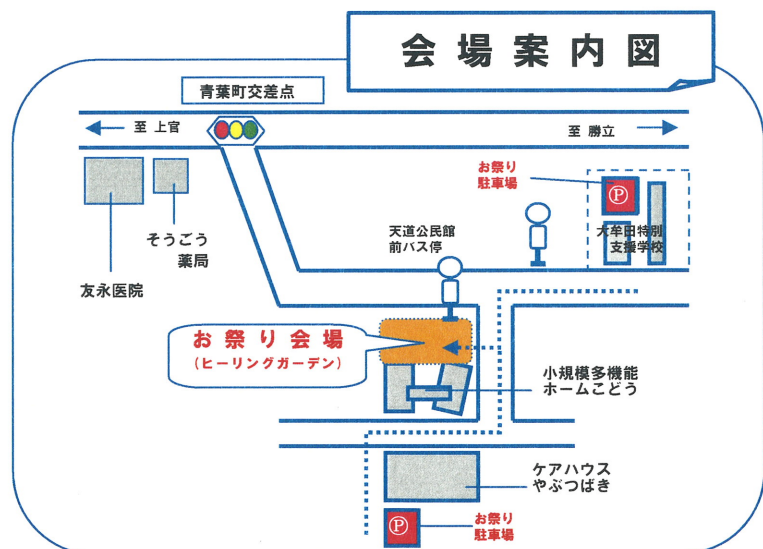 会場案内図
青葉町交差点
至 上官
至 勝立
お祭り
駐車場
Ⓟ
天道公民館
前バス停
大牟田特別
支援学校
そうごう
薬局
友永医院
お祭り会場
(ヒーリングガーデン)
小規模多機能
ホームこどう
ケアハウス
やぶつばき
Ⓟ
お祭り
駐車場